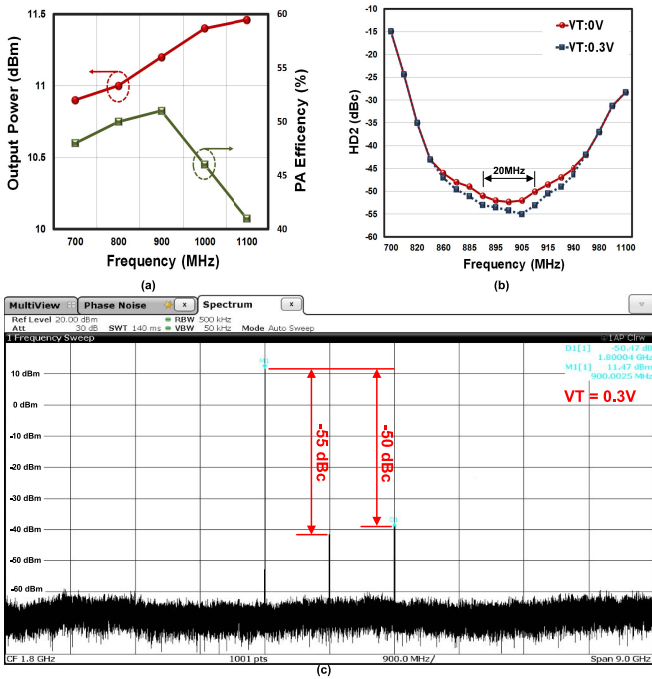 11.5
11
10.5
10
60
55
50
45
40
700 800 900 1000 1100
Output Power (dBm)
PA Efficency (%)
Frequency (MHz)
(a)
-10
-15
-20
-25
-30
-35
-40
-45
-50
-55
-60
HD2 (dBc)
VT:0V
VT:0.3V
20MHz
700 820 860 885 895 905 915 940 980 1100
Frequency (MHz)
(b)
MultiView Phase Noise x Spectrum x
Ref Level 20.00 dBm RBW 500 kHz
Att 30 dB SWT 140 ms VBW 50 kHz Mode Auto Sweep
1 Frequency Sweep 1AP Clrw
D1[1] -50.47 dB
1.80004 GHz
M1[1] 11.47 dBm
900.0025 MHz
VT = 0.3V
M1
10 dBm
0 dBm
-10 dBm
-20 dBm
-55 dBc
-50 dBc
-30 dBm
-40 dBm
-50 dBm
-60 dBm
CF 1.8 GHz 1001 pts 900.0 MHz/ Span 9.0 GHz
(c)